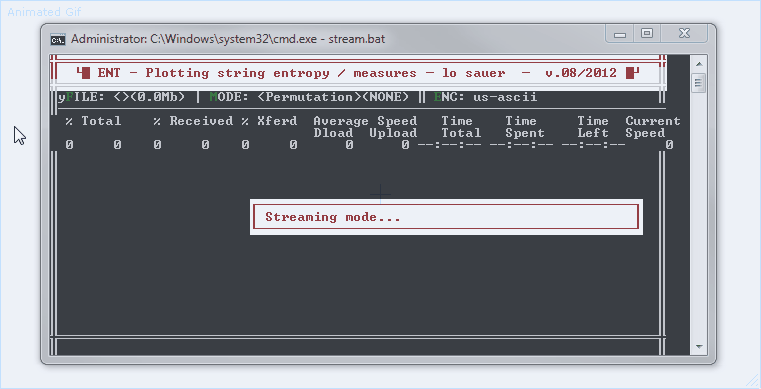 Animated Gif
Administrator: C:\Windows\system32\cmd.exe - stream.bat
ENT - Plotting string entropy / measures - lo sauer - v.08/2012
yFILE: <>(0.0Mb) | MODE: <Permutation>(NONE) ‖ ENC: us-ascii
% Total % Received % Xferd Average Speed Time Time Time Current
Dload Upload Total Spent Left Speed
0 0 0 0 0 0 0 0 --:--:-- --:--:-- --:--:-- 0
Streaming mode...